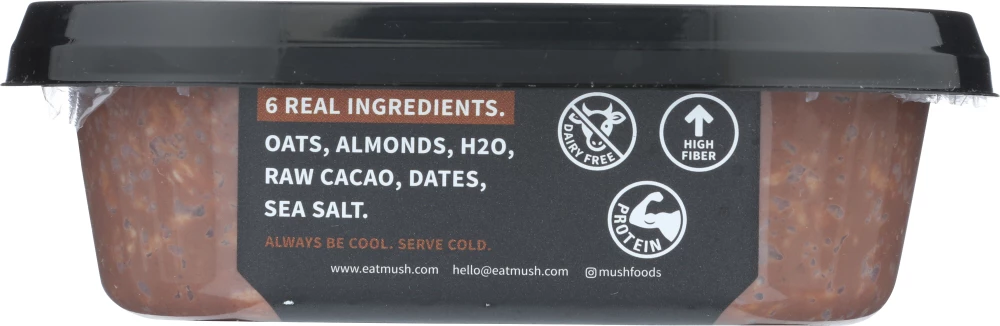 6 REAL INGREDIENTS.
OATS, ALMONDS, H2O,
RAW CACAO, DATES,
SEA SALT.
ALWAYS BE COOL. SERVE COLD.
www.eatmush.com hello@eatmush.com mushfoods
DAIRY FREE
HIGH
FIBER
PROTEIN